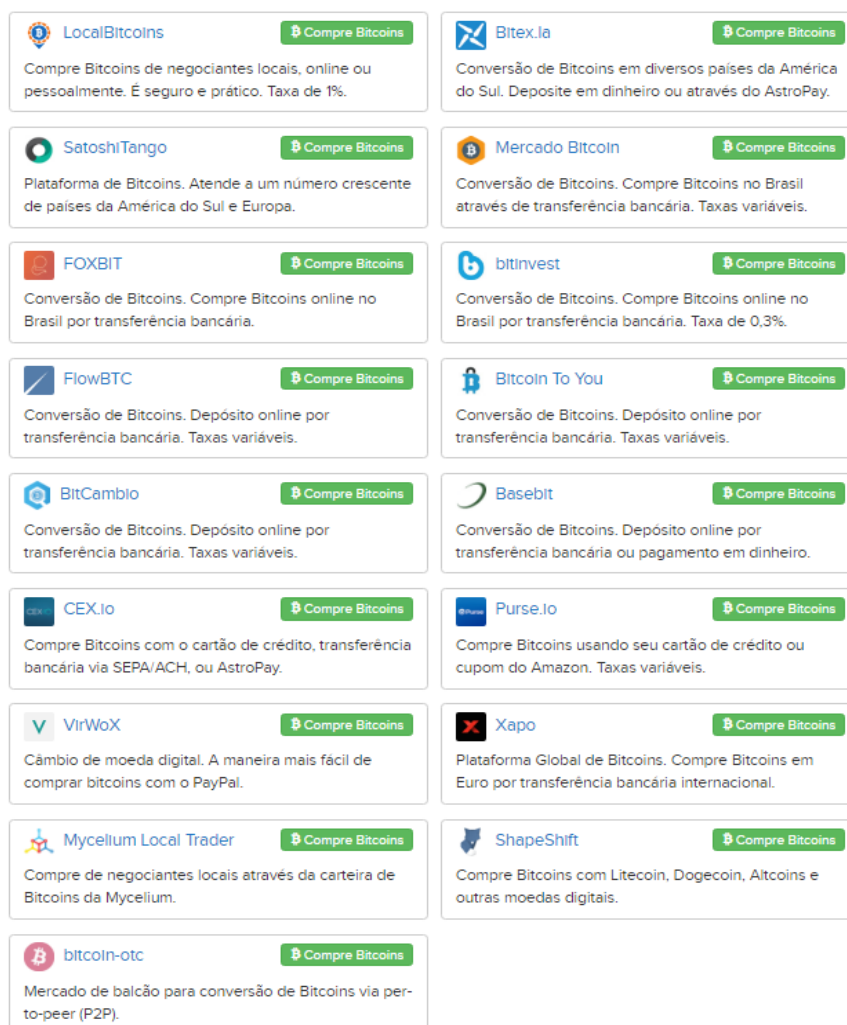 LocalBitcoins
Compre Bitcoins
Compre Bitcoins de negociantes locais, online ou
pessoalmente. É seguro e prático. Taxa de 1%.
Bitex.la
Compre Bitcoins
Conversão de Bitcoins em diversos países da América
do Sul. Deposite em dinheiro ou através do AstroPay.
SatoshiTango
Compre Bitcoins
Plataforma de Bitcoins. Atende a um número crescente
de países da América do Sul e Europa.
Mercado Bitcoin
Compre Bitcoins
Conversão de Bitcoins. Compre Bitcoins no Brasil
através de transferência bancária. Taxas variáveis.
FOXBIT
Compre Bitcoins
Conversão de Bitcoins. Compre Bitcoins online no
Brasil por transferência bancária.
bitinvest
Compre Bitcoins
Conversão de Bitcoins. Compre Bitcoins online no
Brasil por transferência bancária. Taxa de 0,3%.
FlowBTC
Compre Bitcoins
Conversão de Bitcoins. Depósito online por
transferência bancária. Taxas variáveis.
Bitcoin To You
Compre Bitcoins
Conversão de Bitcoins. Depósito online por
transferência bancária. Taxas variáveis.
BitCambio
Compre Bitcoins
Conversão de Bitcoins. Depósito online por
transferência bancária. Taxas variáveis.
Basebit
Compre Bitcoins
Conversão de Bitcoins. Depósito online por
transferência bancária ou pagamento em dinheiro.
CEX.io
Compre Bitcoins
Compre Bitcoins com o cartão de crédito, transferência
bancária via SEPA/ACH, ou AstroPay.
Purse
Purse.io
Compre Bitcoins
Compre Bitcoins usando seu cartão de crédito ou
cupom do Amazon. Taxas variáveis.
VirWoX
Compre Bitcoins
Câmbio de moeda digital. A maneira mais fácil de
comprar bitcoins com o PayPal.
Xapo
Compre Bitcoins
Plataforma Global de Bitcoins. Compre Bitcoins em
Euro por transferência bancária internacional.
Mycelium Local Trader
Compre Bitcoins
Compre de negociantes locais através da carteira de
Bitcoins da Mycelium.
ShapeShift
Compre Bitcoins
Compre Bitcoins com Litecoin, Dogecoin, Altcoins e
outras moedas digitais.
bitcoin-otc
Compre Bitcoins
Mercado de balcão para conversão de Bitcoins via per-
to-peer (P2P).